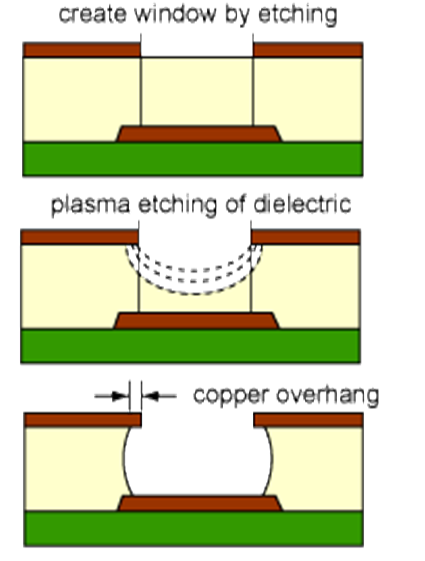 create window by etching
plasma etching of dielectric
copper overhang